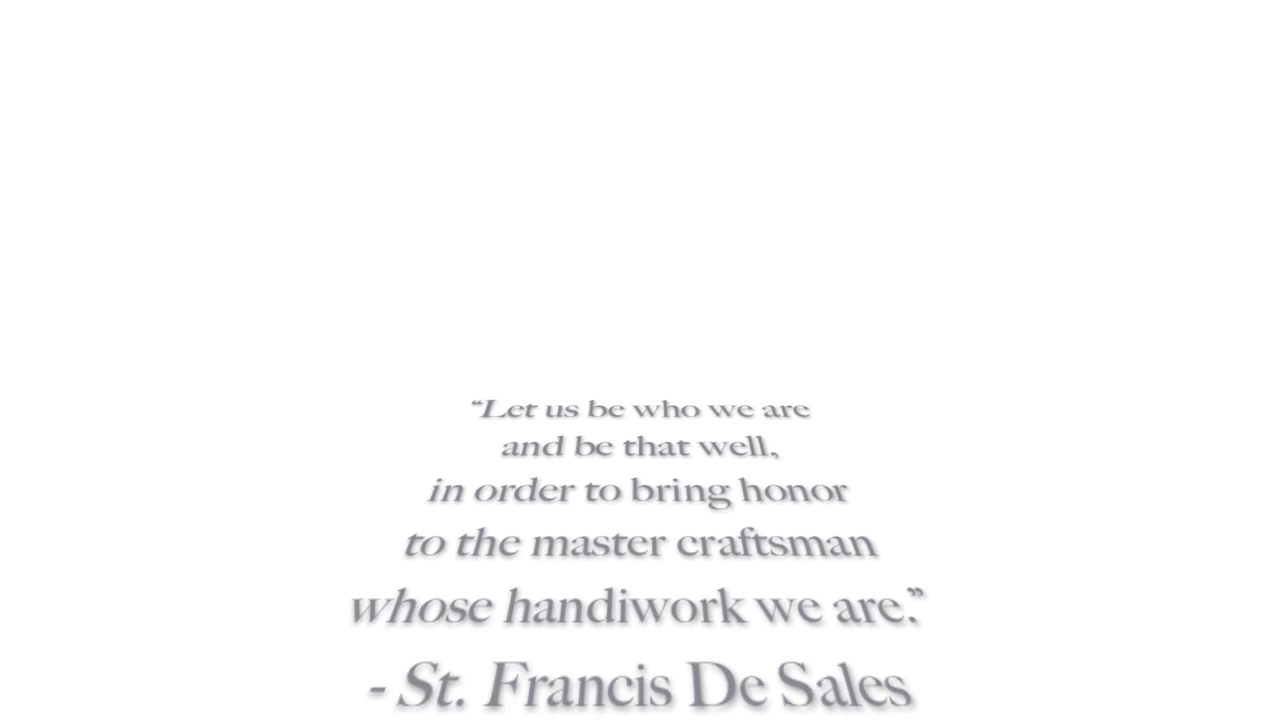 “Let us be who we are
and be that well,
in order to bring honor
to the master craftsman
whose handiwork we are.”
- St. Francis De Sales